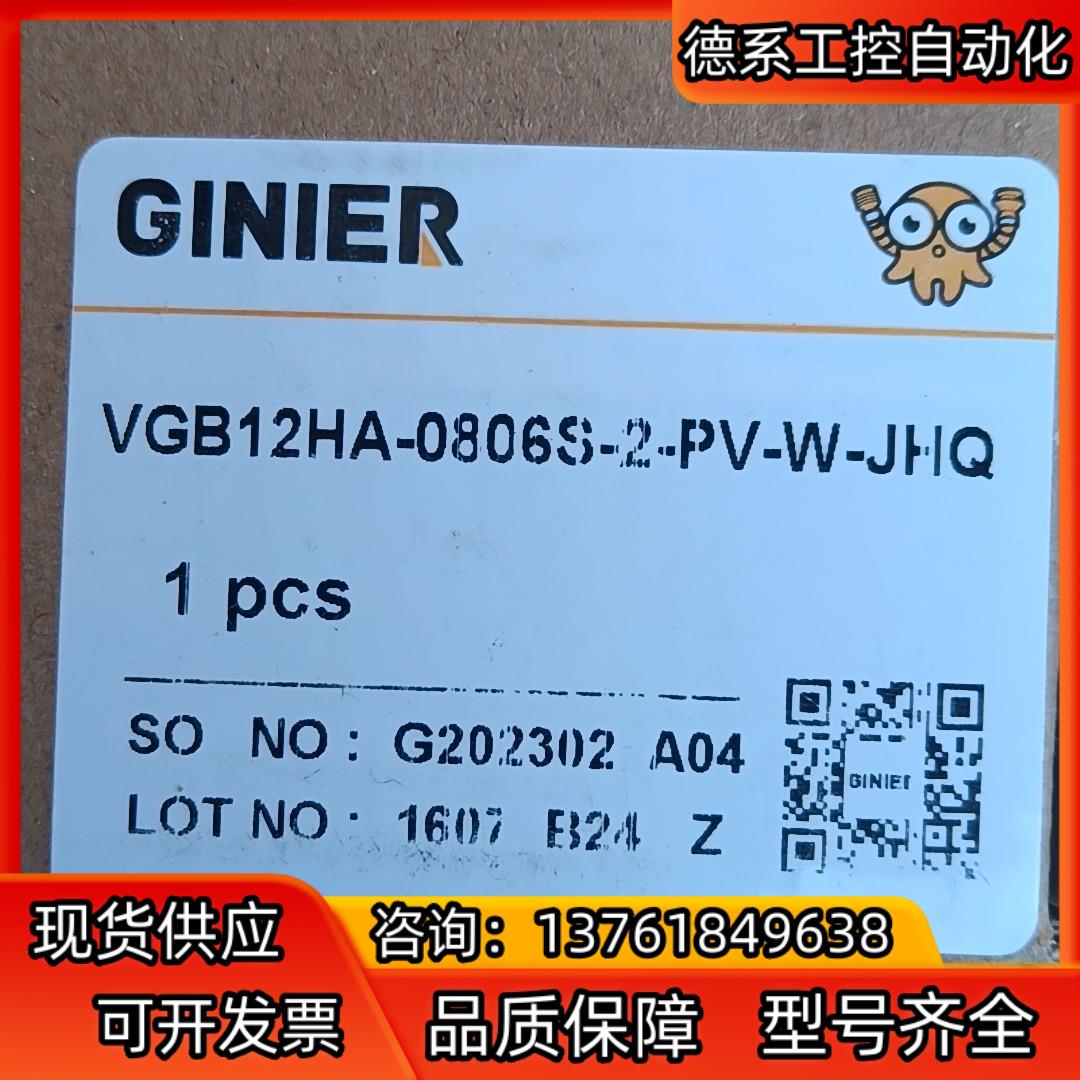 德系工控自动化
GINIER
VGB12HA-0806S-2-PV-W-JHQ
1 pcs
SO NO: G202302 A04
LOT NO: 1607 B24 Z
GINIER
现货供应
咨询：13761849638
可开发票 品质保障 型号齐全